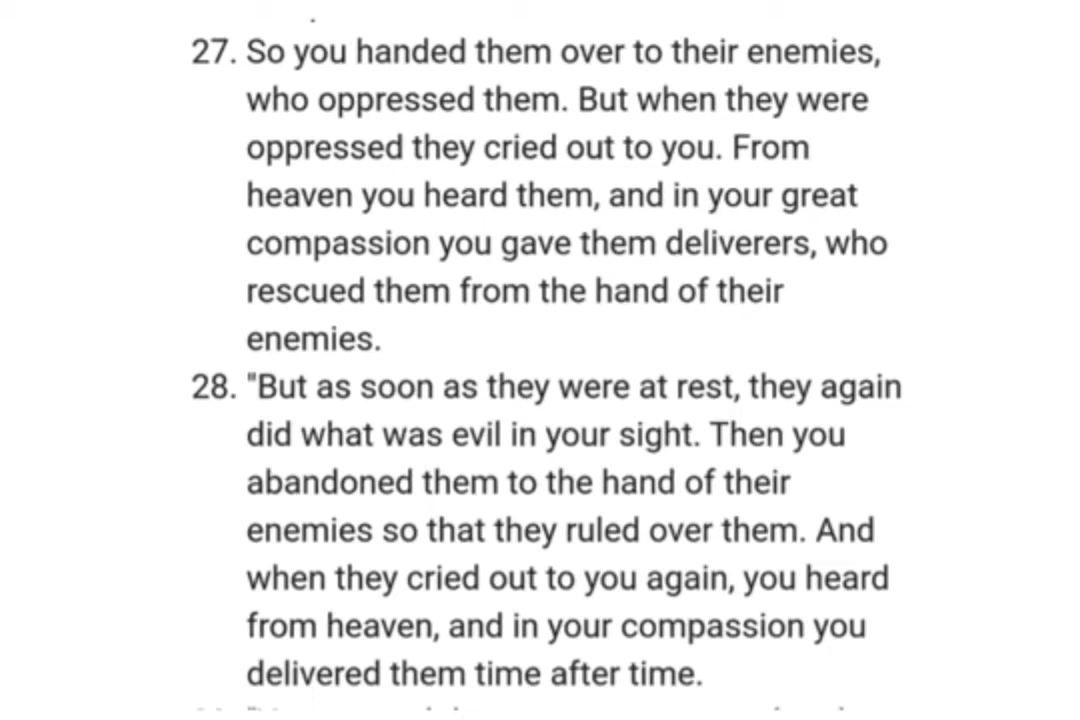 27. So you handed them over to their enemies,
who oppressed them. But when they were
oppressed they cried out to you. From
heaven you heard them, and in your great
compassion you gave them deliverers, who
rescued them from the hand of their
enemies.
28. "But as soon as they were at rest, they again
did what was evil in your sight. Then you
abandoned them to the hand of their
enemies so that they ruled over them. And
when they cried out to you again, you heard
from heaven, and in your compassion you
delivered them time after time.